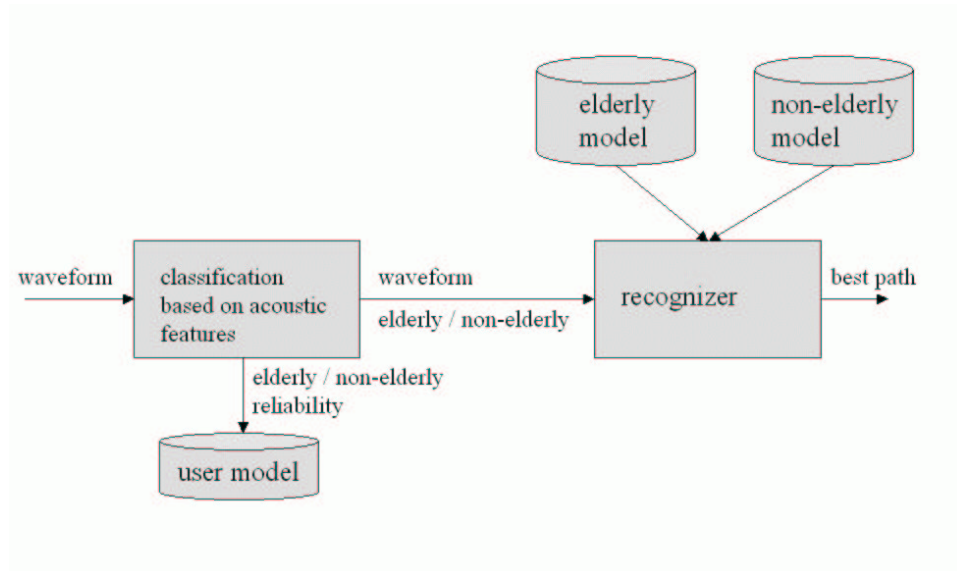 elderly
model
non-elderly
model
waveform
classification
based on acoustic
features
waveform
elderly / non-elderly
recognizer
best path
elderly / non-elderly
reliability
user model